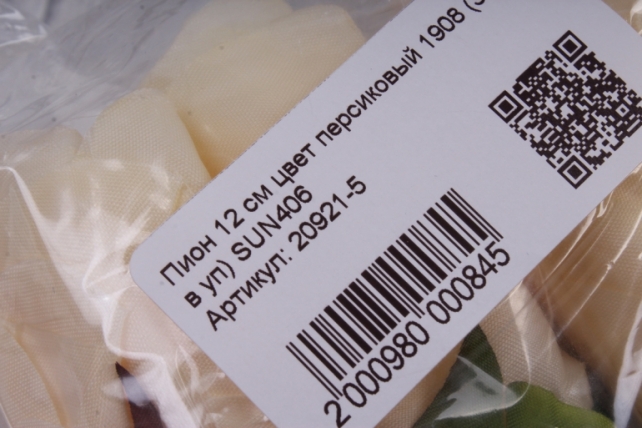 Пион 12 см цвет персиковый 1908 (
в уп) SUN406
Артикул: 20921-5
2 000980 000845